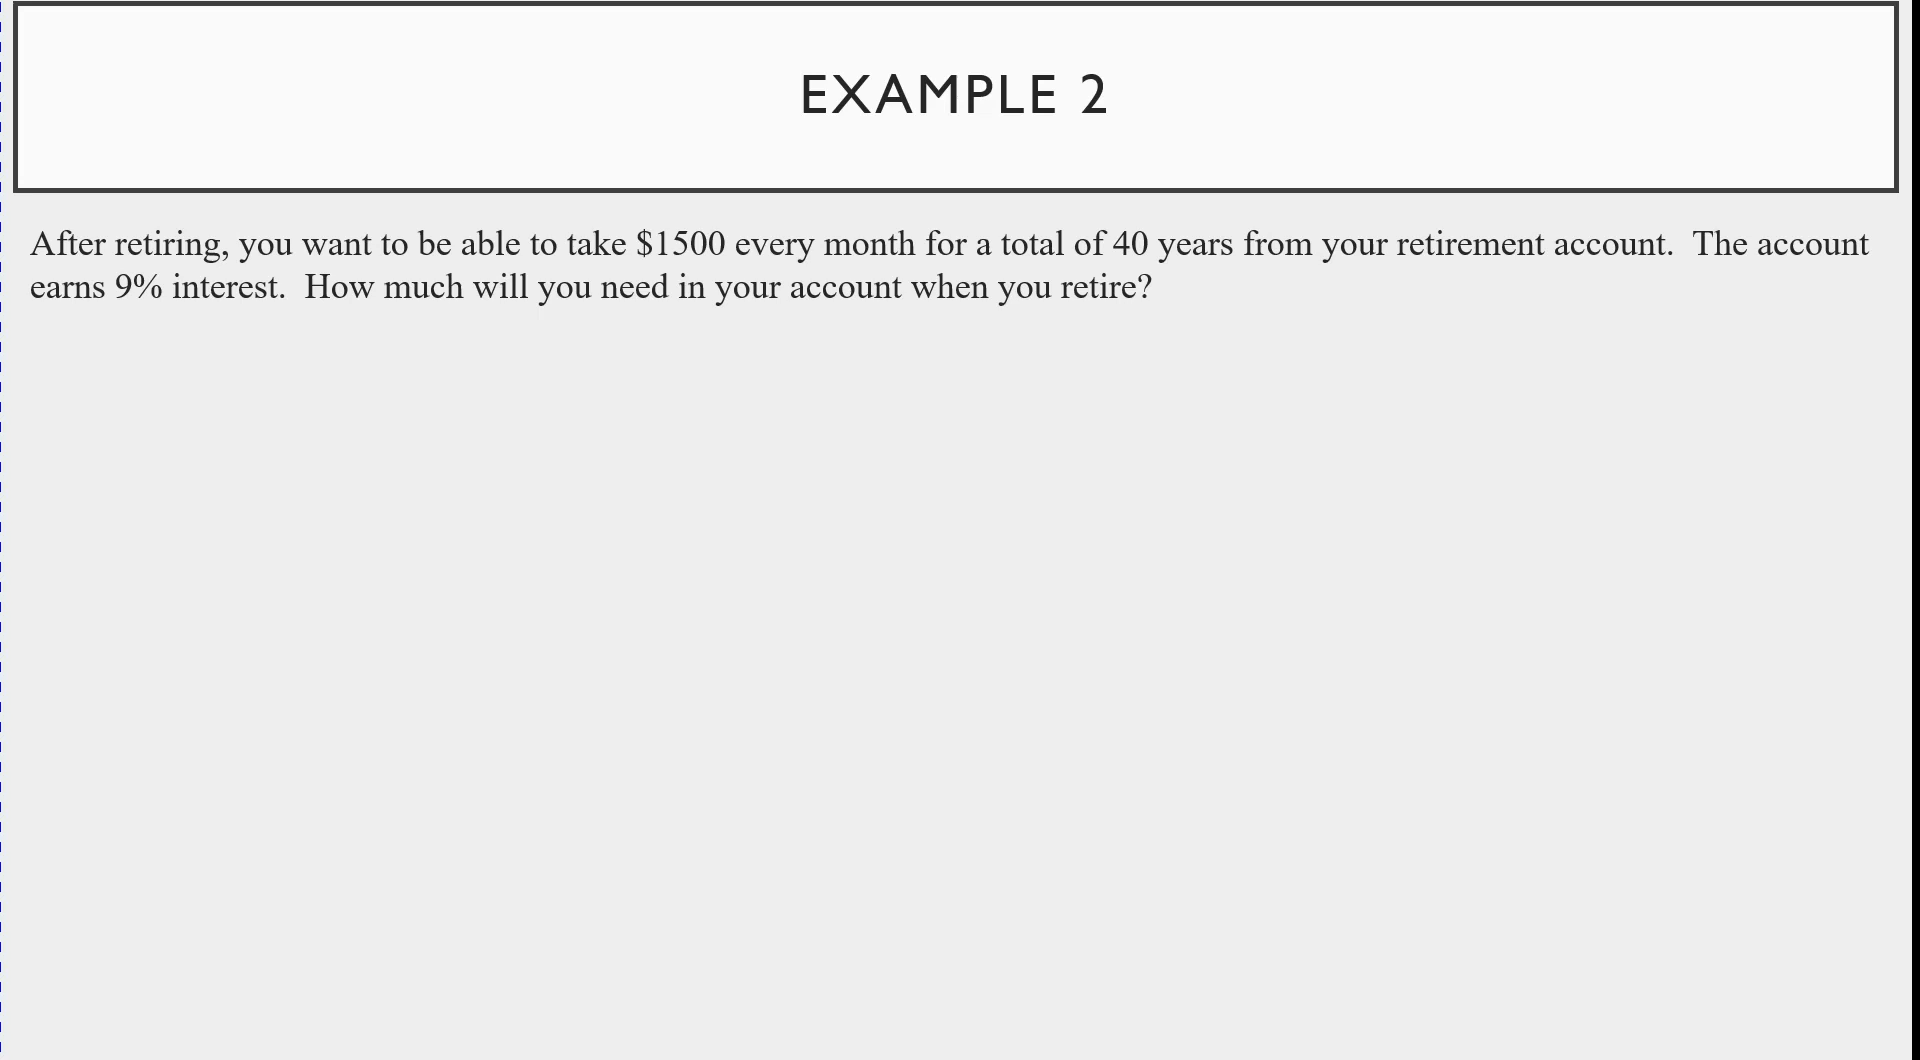 EXAMPLE 2
After retiring, you want to be able to take $1500 every month for a total of 40 years from your retirement account.  The account
earns 9% interest.  How much will you need in your account when you retire?